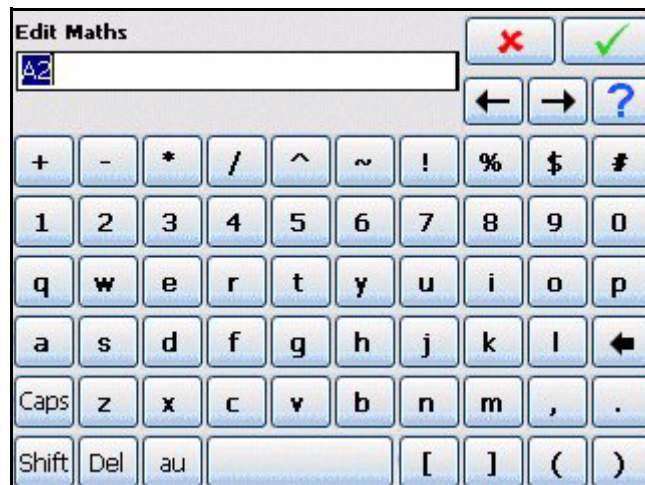 Edit Maths
A2
← → ?
+ - * / ^ ~ ! % $ #
1 2 3 4 5 6 7 8 9 0
q w e r t y u i o p
a s d f g h j k l
Caps z x c v b n m , .
Shift Del au [ ] ( )